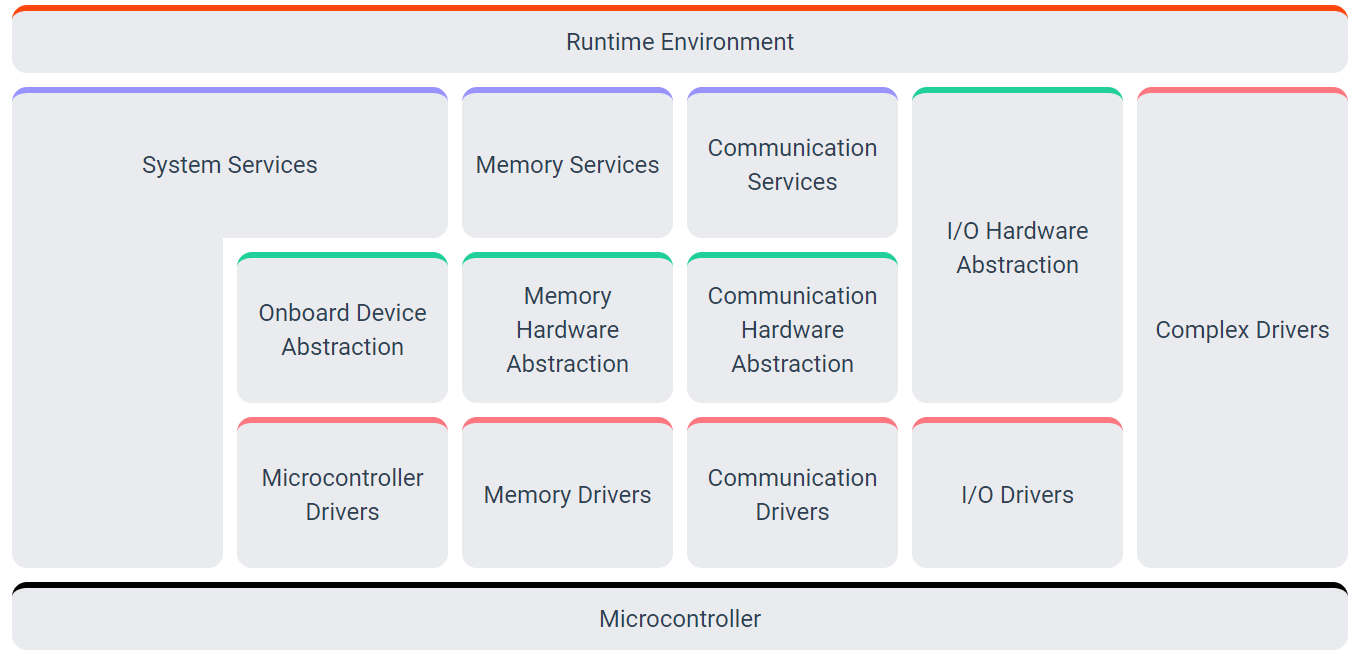 Runtime Environment
System Services
Memory Services
Communication
Services
I/O Hardware
Abstraction
Complex Drivers
Onboard Device
Abstraction
Memory
Hardware
Abstraction
Communication
Hardware
Abstraction
Microcontroller
Drivers
Memory Drivers
Communication
Drivers
I/O Drivers
Microcontroller